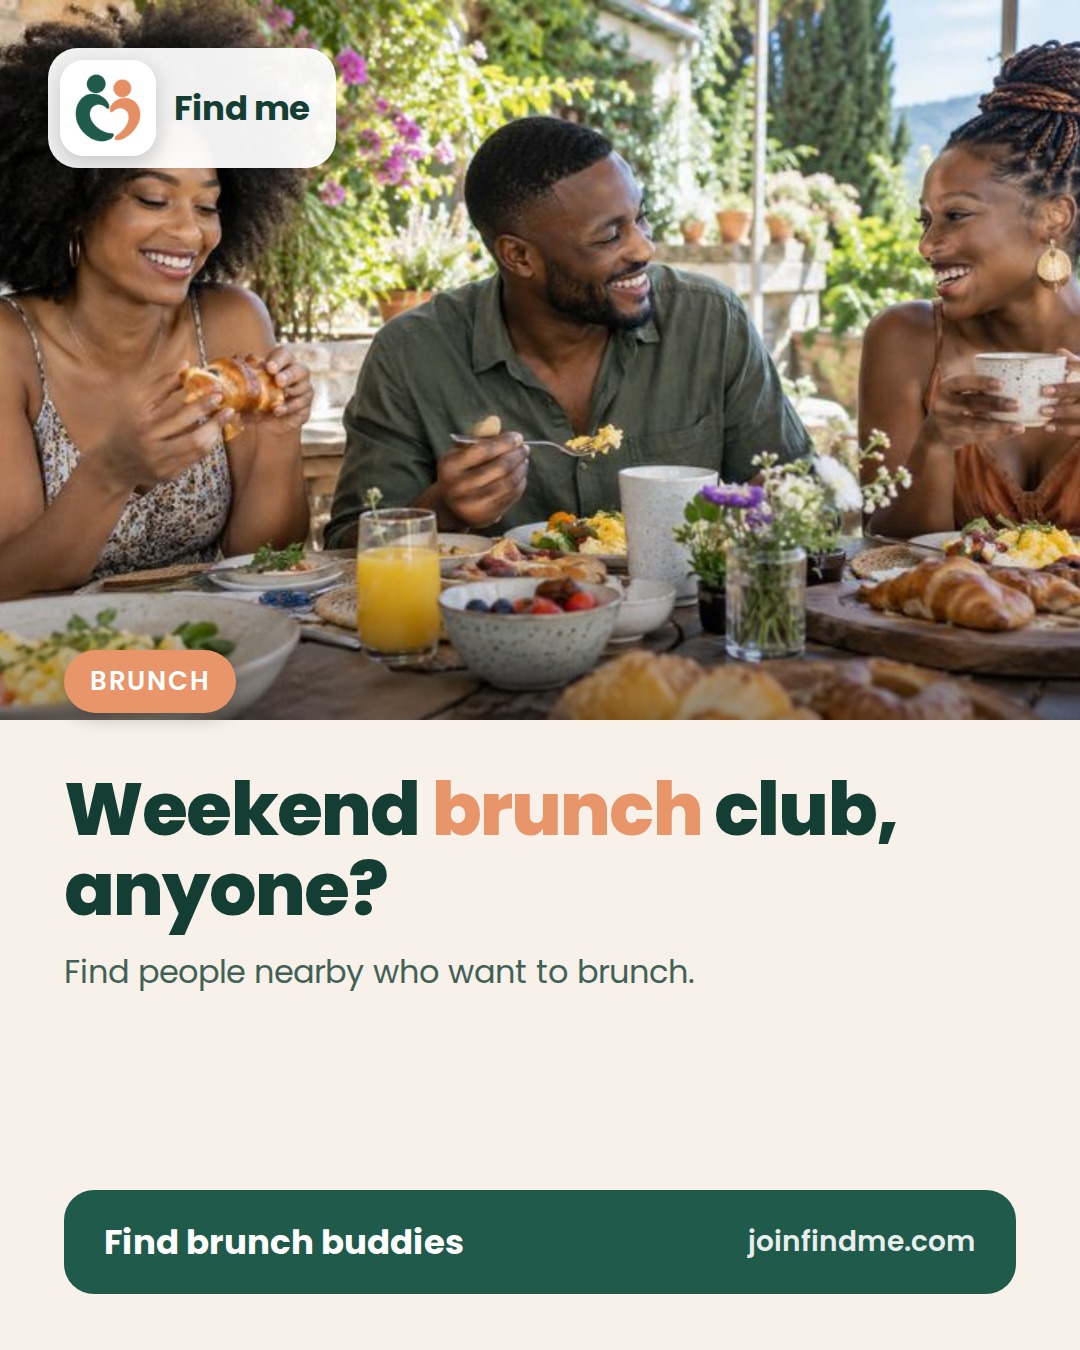 Find me
BRUNCH
Weekend brunch club,
anyone?
Find people nearby who want to brunch.
Find brunch buddies
joinfindme.com